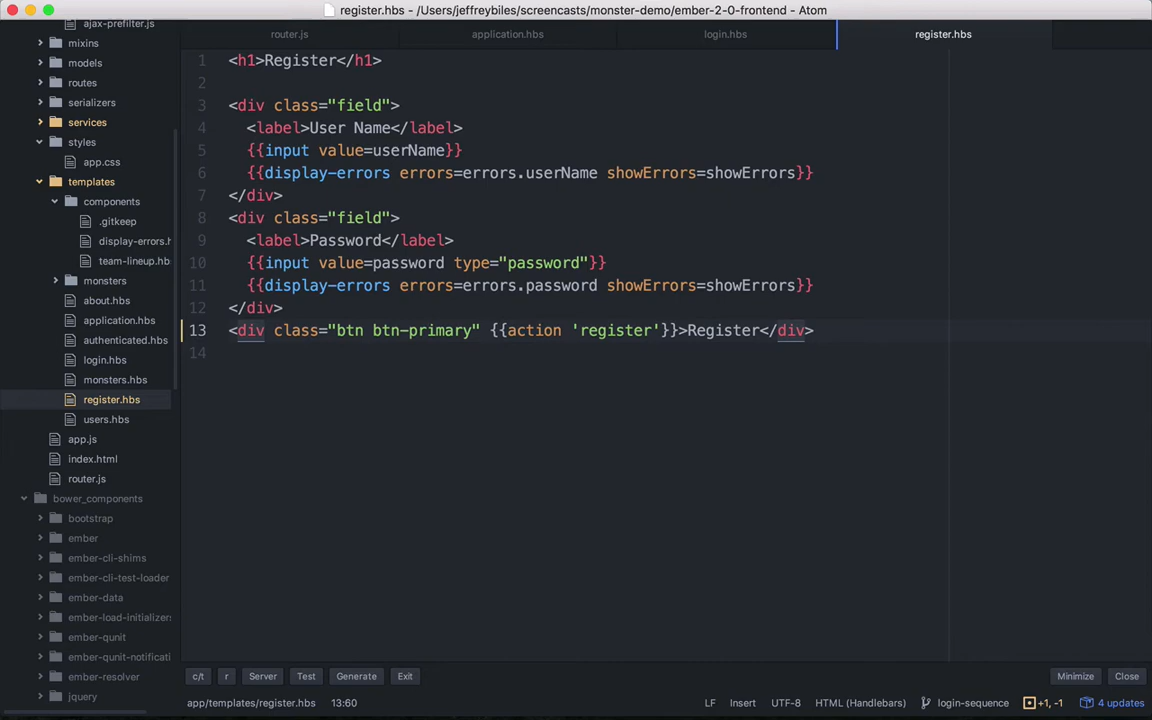 register.hbs - /Users/jeffreybiles/screencasts/monster-demo/ember-2-0-frontend - Atom
ajax-prefilter.js
mixins
models
routes
serializers
services
styles
app.css
templates
components
.gitkeep
display-errors.h
team-lineup.hb
monsters
about.hbs
application.hbs
authenticated.hbs
login.hbs
monsters.hbs
register.hbs
users.hbs
app.js
index.html
router.js
bower_components
bootstrap
ember
ember-cli-shims
ember-cli-test-loader
ember-data
ember-load-initializers
ember-qunit
ember-qunit-notificati
ember-resolver
jquery
router.js application.hbs login.hbs register.hbs
1 <h1>Register</h1>
2
3 <div class="field">
4 <label>User Name</label>
5 {{input value=userName}}
6 {{display-errors errors=errors.userName showErrors=showErrors}}
7 </div>
8 <div class="field">
9 <label>Password</label>
10 {{input value=password type="password"}}
11 {{display-errors errors=errors.password showErrors=showErrors}}
12 </div>
13 <div class="btn btn-primary" {{action 'register'}}>Register</div>
14
c/t r Server Test Generate Exit Minimize Close
app/templates/register.hbs 13:60 LF Insert UTF-8 HTML (Handlebars) login-sequence +1, -1 4 updates